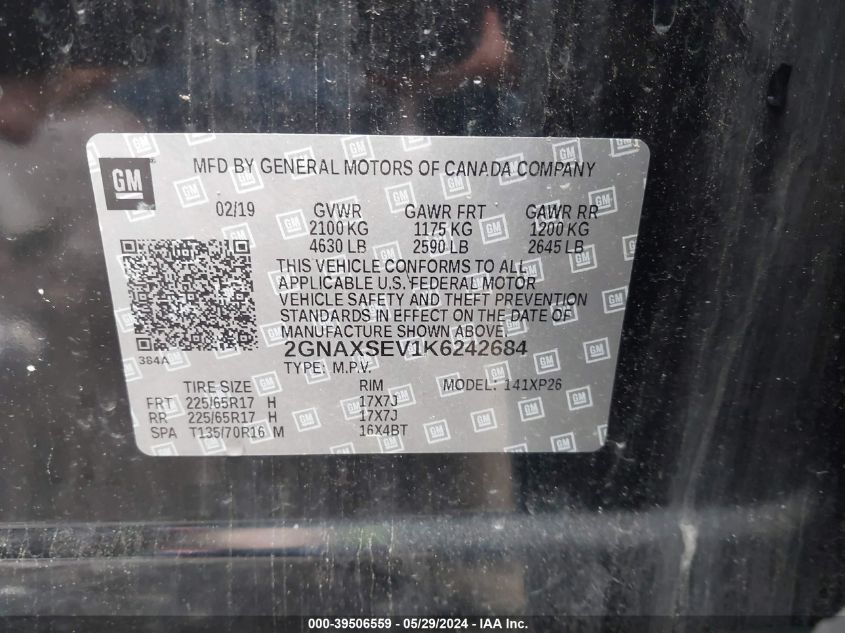 GM
MFD BY GENERAL MOTORS OF CANADA COMPANY
02/19 GVWR GAWR FRT GAWR RR
2100 KG 1175 KG 1200 KG
4630 LB 2590 LB 2645 LB
THIS VEHICLE CONFORMS TO ALL
APPLICABLE U.S. FEDERAL MOTOR
VEHICLE SAFETY AND THEFT PREVENTION
STANDARDS IN EFFECT ON THE DATE OF
MANUFACTURE SHOWN ABOVE.
384A 2GNAXSEV1K6242684
TYPE: M.P.V.
TIRE SIZE RIM MODEL: 141XP26
FRT 225/65R17 H 17X7J
RR 225/65R17 H 17X7J
SPA T135/70R16 M 16X4BT
000-39506559 - 05/29/2024 - IAA Inc.